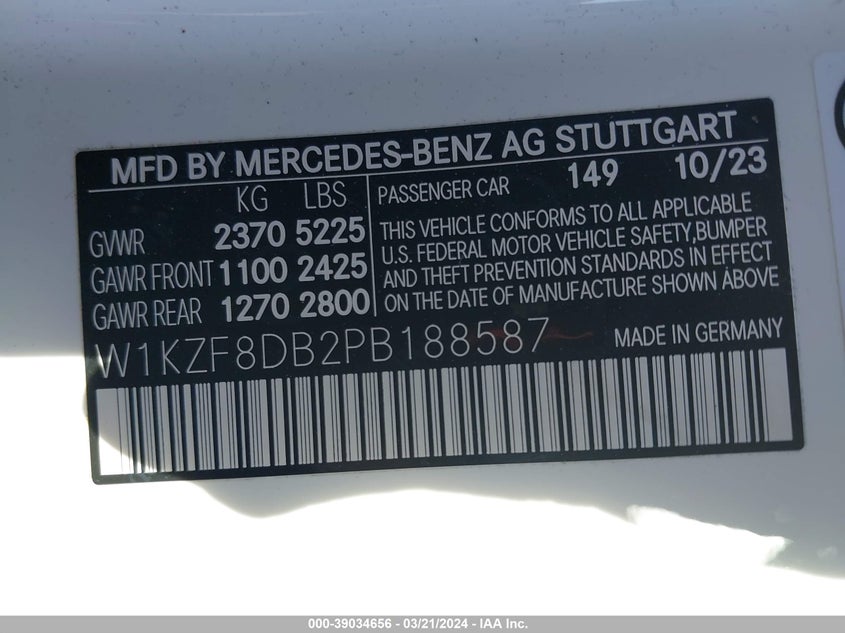 MFD BY MERCEDES-BENZ AG STUTTGART
KG LBS
GVWR 2370 5225
GAWR FRONT 1100 2425
GAWR REAR 1270 2800
PASSENGER CAR 149 10/23
THIS VEHICLE CONFORMS TO ALL APPLICABLE
U.S. FEDERAL MOTOR VEHICLE SAFETY, BUMPER
AND THEFT PREVENTION STANDARDS IN EFFECT
ON THE DATE OF MANUFACTURE SHOWN ABOVE
W1KZF8DB2PB188587
MADE IN GERMANY
000-39034656 - 03/21/2024 - IAA Inc.